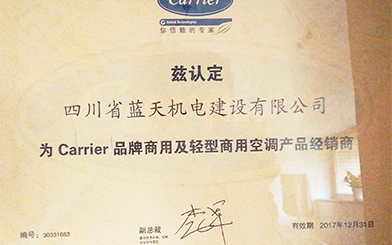 Carrier
United Technologies
你信赖的专家
兹认定
四川省蓝天机电建设有限公司
为 Carrier 品牌商用及轻型商用空调产品经销商
副总裁
编号：30331663
有效期 2017年12月31日